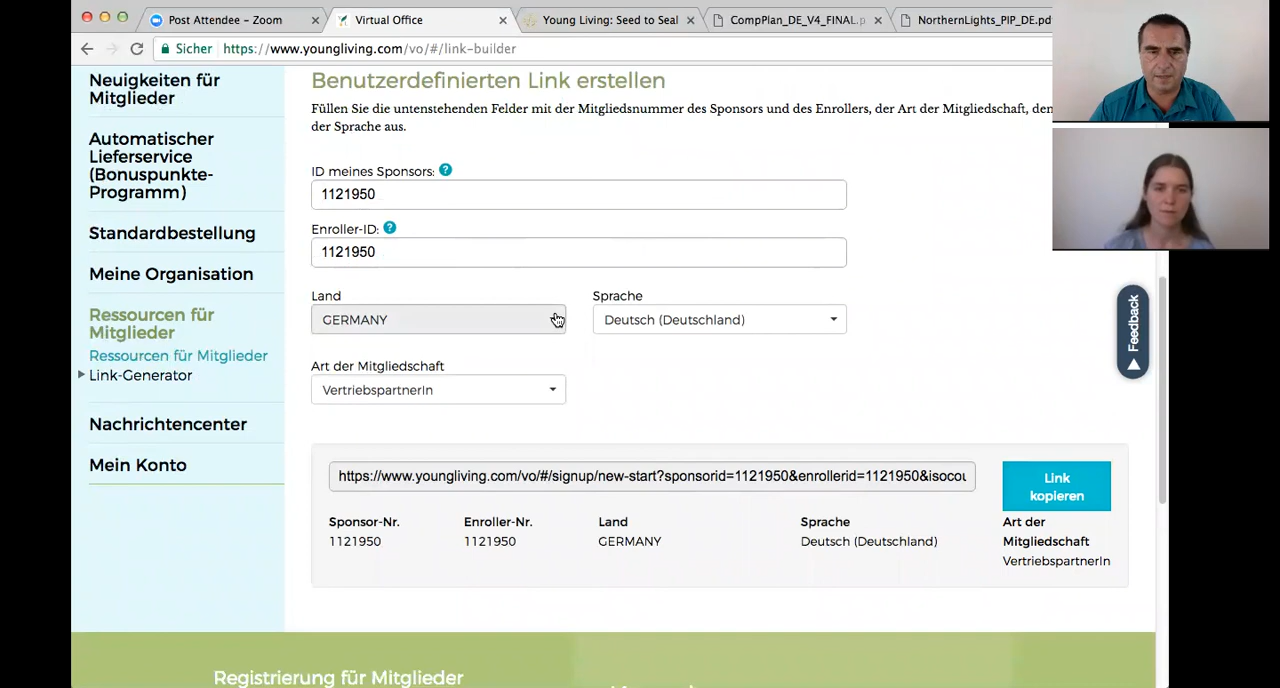 Post Attendee – Zoom
Virtual Office
Young Living: Seed to Seal
CompPlan_DE_V4_FINAL.p
NorthernLights_PIP_DE.pd
Sicher
https://www.youngliving.com/vo/#/link-builder
Neuigkeiten für
Mitglieder
Automatischer
Lieferservice
(Bonuspunkte-
Programm)
Standardbestellung
Meine Organisation
Ressourcen für
Mitglieder
Ressourcen für Mitglieder
Link-Generator
Nachrichtencenter
Mein Konto
Benutzerdefinierten Link erstellen
Füllen Sie die untenstehenden Felder mit der Mitgliedsnummer des Sponsors und des Enrollers, der Art der Mitgliedschaft, den
der Sprache aus.
ID meines Sponsors: ?
1121950
Enroller-ID: ?
1121950
Land
GERMANY
Sprache
Deutsch (Deutschland)
Art der Mitgliedschaft
VertriebspartnerIn
https://www.youngliving.com/vo/#/signup/new-start?sponsorid=1121950&enrollerid=1121950&isocou
Link
kopieren
Sponsor-Nr.
1121950
Enroller-Nr.
1121950
Land
GERMANY
Sprache
Deutsch (Deutschland)
Art der
Mitgliedschaft
VertriebspartnerIn
Feedback
Registrierung für Mitglieder